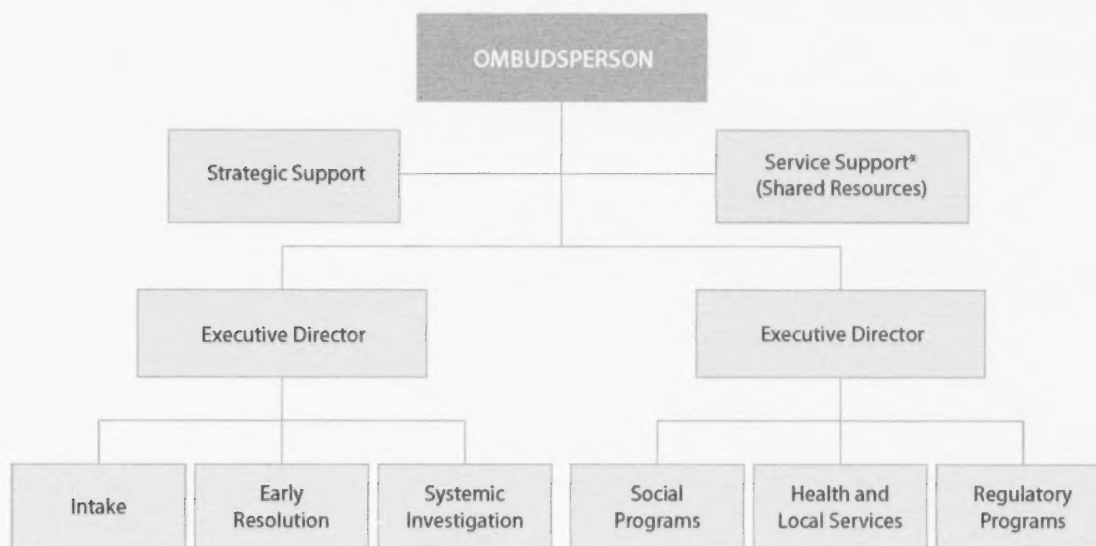 OMBUDSPERSON
Strategic Support
Service Support*
(Shared Resources)
Executive Director
Executive Director
Intake
Early
Resolution
Systemic
Investigation
Social
Programs
Health and
Local Services
Regulatory
Programs